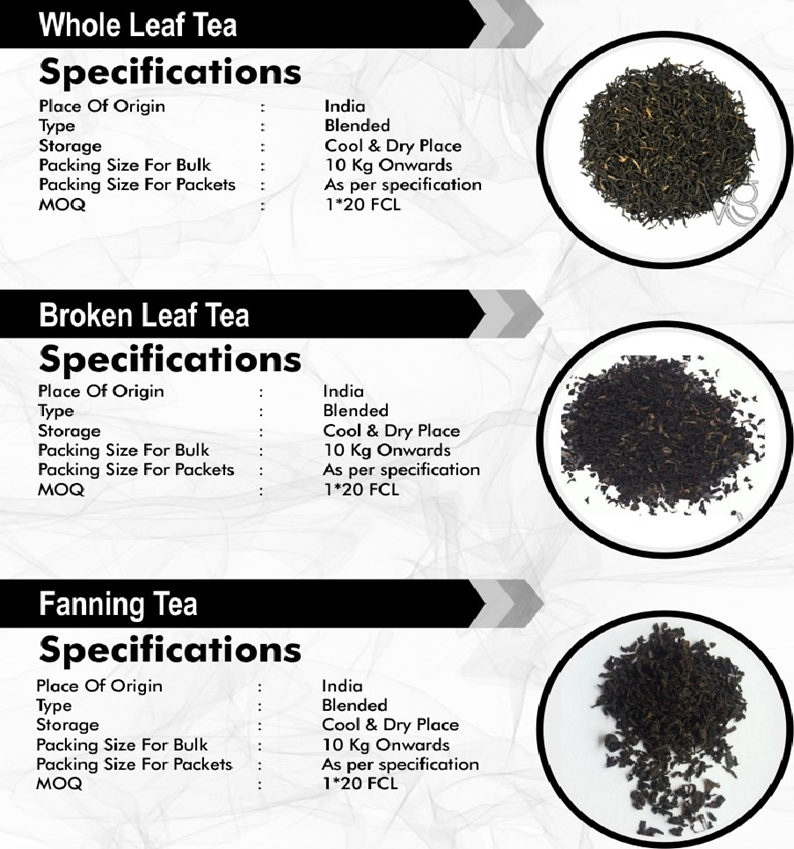 Whole Leaf Tea
Specifications
Place Of Origin : India
Type : Blended
Storage : Cool & Dry Place
Packing Size For Bulk : 10 Kg Onwards
Packing Size For Packets : As per specification
MOQ : 1*20 FCL
Broken Leaf Tea
Specifications
Place Of Origin : India
Type : Blended
Storage : Cool & Dry Place
Packing Size For Bulk : 10 Kg Onwards
Packing Size For Packets : As per specification
MOQ : 1*20 FCL
Fanning Tea
Specifications
Place Of Origin : India
Type : Blended
Storage : Cool & Dry Place
Packing Size For Bulk : 10 Kg Onwards
Packing Size For Packets : As per specification
MOQ : 1*20 FCL